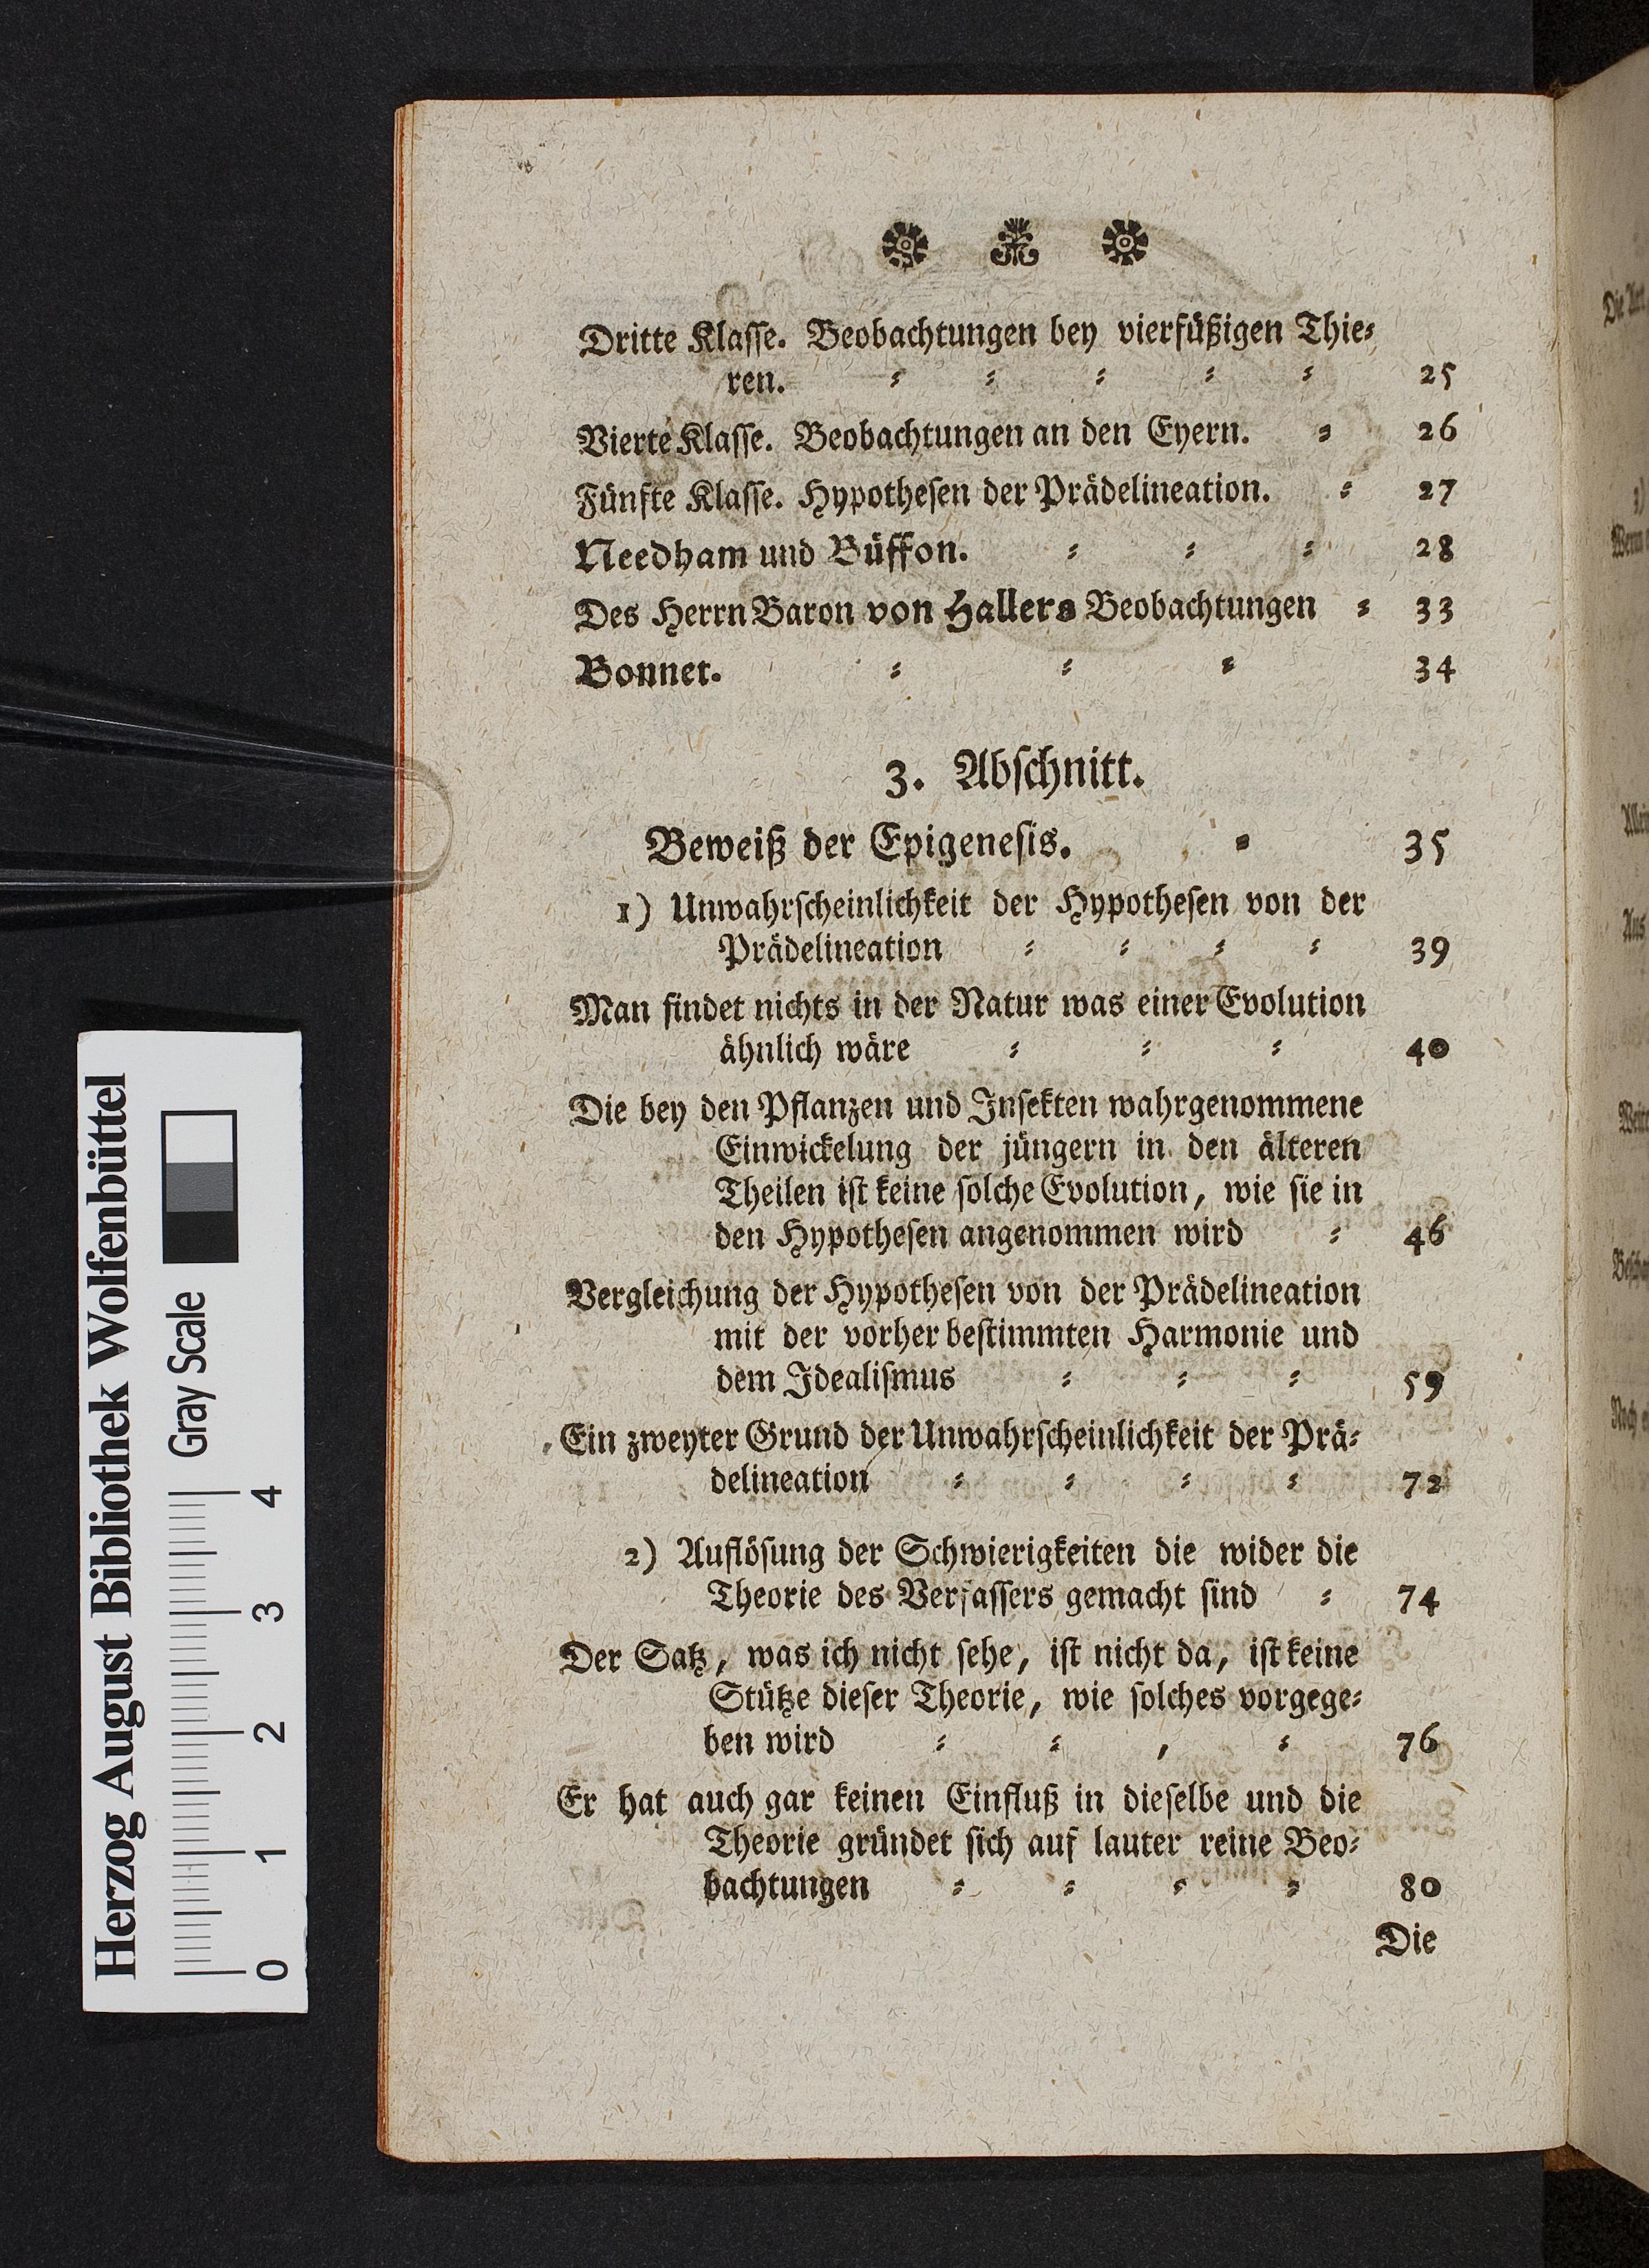 Dritte Klasse. Beobachtungen bey vierfüßigen Thie⸗
ren. ⸗ ⸗ ⸗ ⸗ ⸗ 25
Vierte Klasse. Beobachtungen an den Eyern. ⸗ 26
Fünfte Klasse. Hypothesen der Prädelineation. ⸗ 27
Needham und Büffon. ⸗ ⸗ ⸗ 28
Des Herrn Baron von Hallers Beobachtungen ⸗ 33
Bonnet. ⸗ ⸗ ⸗ 34
3. Abschnitt.
Beweiß der Epigenesis. ⸗ 35
1) Unwahrscheinlichkeit der Hypothesen von der
Prädelineation ⸗ ⸗ ⸗ ⸗ 39
Man findet nichts in der Natur was einer Evolution
ähnlich wäre ⸗ ⸗ ⸗ 40
Die bey den Pflanzen und Insekten wahrgenommene
Einwickelung der jüngern in den älteren
Theilen ist keine solche Evolution, wie sie in
den Hypothesen angenommen wird ⸗ 46
Vergleichung der Hypothesen von der Prädelineation
mit der vorher bestimmten Harmonie und
dem Idealismus ⸗ ⸗ ⸗ 59
Ein zweyter Grund der Unwahrscheinlichkeit der Prä⸗
delineation ⸗ ⸗ ⸗ ⸗ 72
2) Auflösung der Schwierigkeiten die wider die
Theorie des Verfassers gemacht sind ⸗ 74
Der Satz, was ich nicht sehe, ist nicht da, ist keine
Stütze dieser Theorie, wie solches vorgege⸗
ben wird ⸗ ⸗ , ⸗ 76
Er hat auch gar keinen Einfluß in dieselbe und die
Theorie gründet sich auf lauter reine Beo⸗
bachtungen ⸗ ⸗ ⸗ ⸗ 80
Die
Herzog August Bibliothek Wolfenbüttel
0 1 2 3 4 Gray Scale